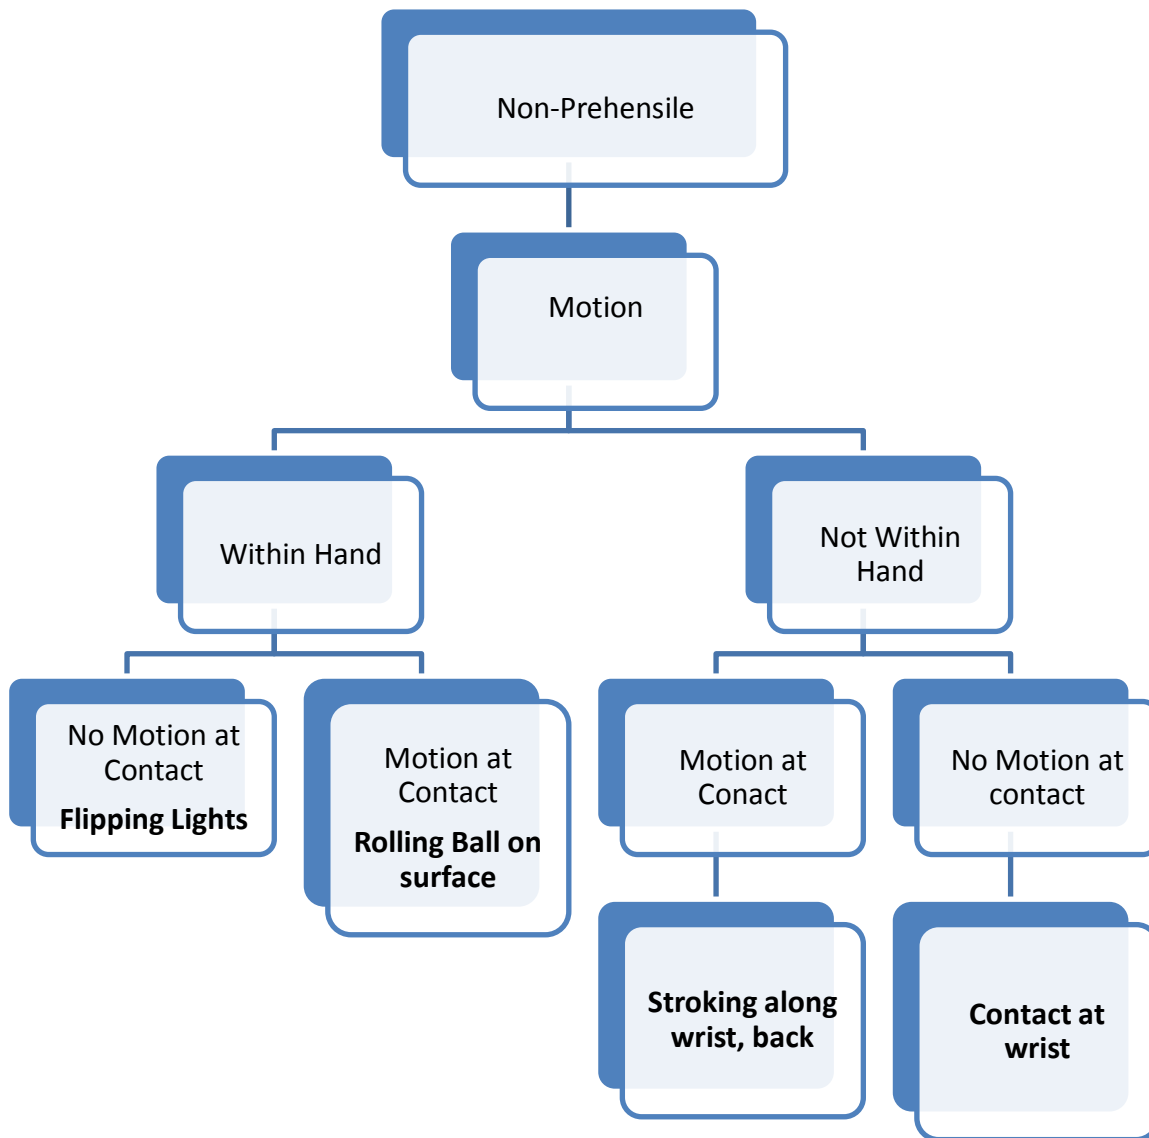 Non-Prehensile
Motion
Within Hand
Not Within
Hand
No Motion at
Contact
Flipping Lights
Motion at
Contact
Rolling Ball on
surface
Motion at
Conact
No Motion at
contact
Stroking along
wrist, back
Contact at
wrist